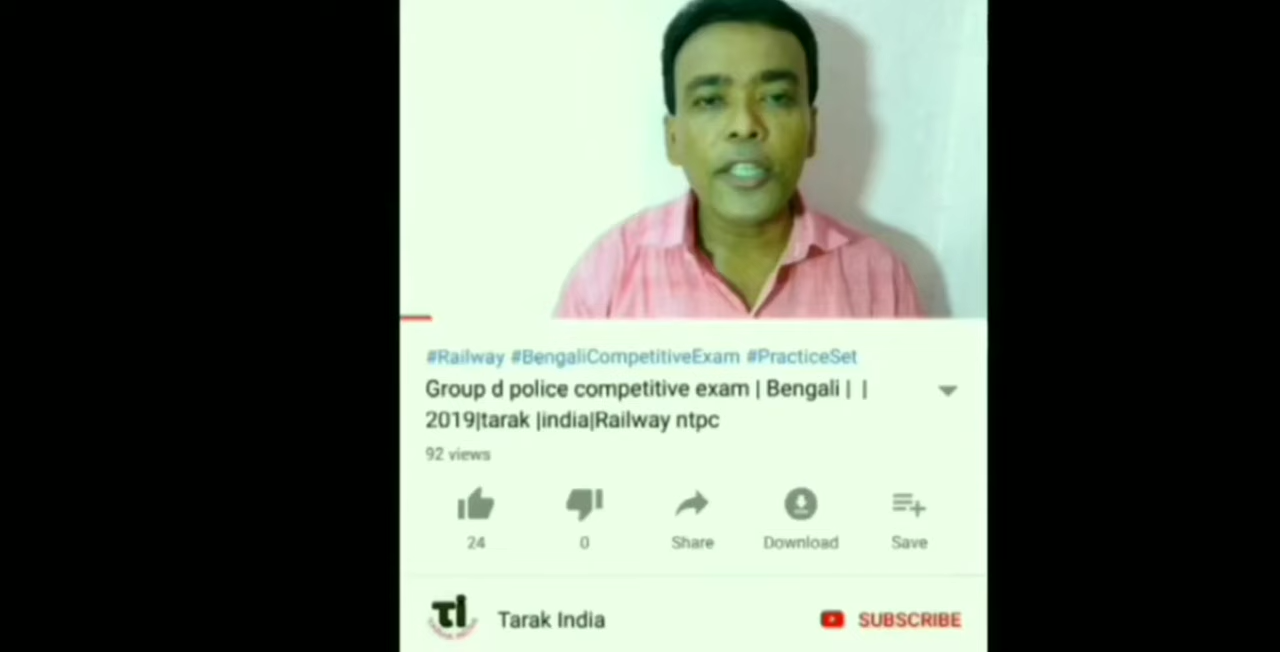 #Railway #BengaliCompetitiveExam #PracticeSet
Group d police competitive exam | Bengali | |
2019|tarak |india|Railway ntpc
92 views
24
0
Share
Download
Save
TI
Tarak India
SUBSCRIBE